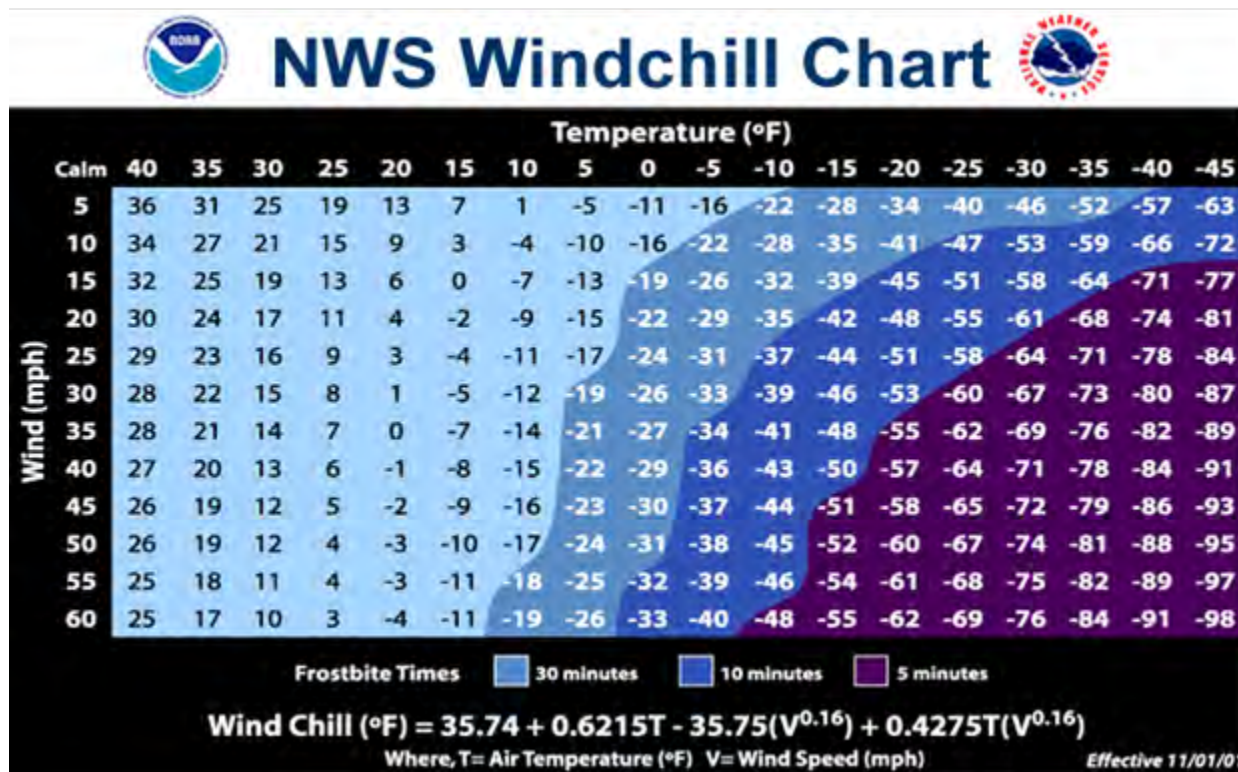 NOAA
NWS Windchill Chart
NATIONAL WEATHER SERVICE
Temperature (ºF)
Calm 40 35 30 25 20 15 10 5 0 -5 -10 -15 -20 -25 -30 -35 -40 -45
Wind (mph)
5 36 31 25 19 13 7 1 -5 -11 -16 -22 -28 -34 -40 -46 -52 -57 -63
10 34 27 21 15 9 3 -4 -10 -16 -22 -28 -35 -41 -47 -53 -59 -66 -72
15 32 25 19 13 6 0 -7 -13 -19 -26 -32 -39 -45 -51 -58 -64 -71 -77
20 30 24 17 11 4 -2 -9 -15 -22 -29 -35 -42 -48 -55 -61 -68 -74 -81
25 29 23 16 9 3 -4 -11 -17 -24 -31 -37 -44 -51 -58 -64 -71 -78 -84
30 28 22 15 8 1 -5 -12 -19 -26 -33 -39 -46 -53 -60 -67 -73 -80 -87
35 28 21 14 7 0 -7 -14 -21 -27 -34 -41 -48 -55 -62 -69 -76 -82 -89
40 27 20 13 6 -1 -8 -15 -22 -29 -36 -43 -50 -57 -64 -71 -78 -84 -91
45 26 19 12 5 -2 -9 -16 -23 -30 -37 -44 -51 -58 -65 -72 -79 -86 -93
50 26 19 12 4 -3 -10 -17 -24 -31 -38 -45 -52 -60 -67 -74 -81 -88 -95
55 25 18 11 4 -3 -11 -18 -25 -32 -39 -46 -54 -61 -68 -75 -82 -89 -97
60 25 17 10 3 -4 -11 -19 -26 -33 -40 -48 -55 -62 -69 -76 -84 -91 -98
Frostbite Times 30 minutes 10 minutes 5 minutes
Wind Chill (ºF) = 35.74 + 0.6215T - 35.75(V^0.16) + 0.4275T(V^0.16)
Where, T= Air Temperature (ºF) V= Wind Speed (mph)
Effective 11/01/01